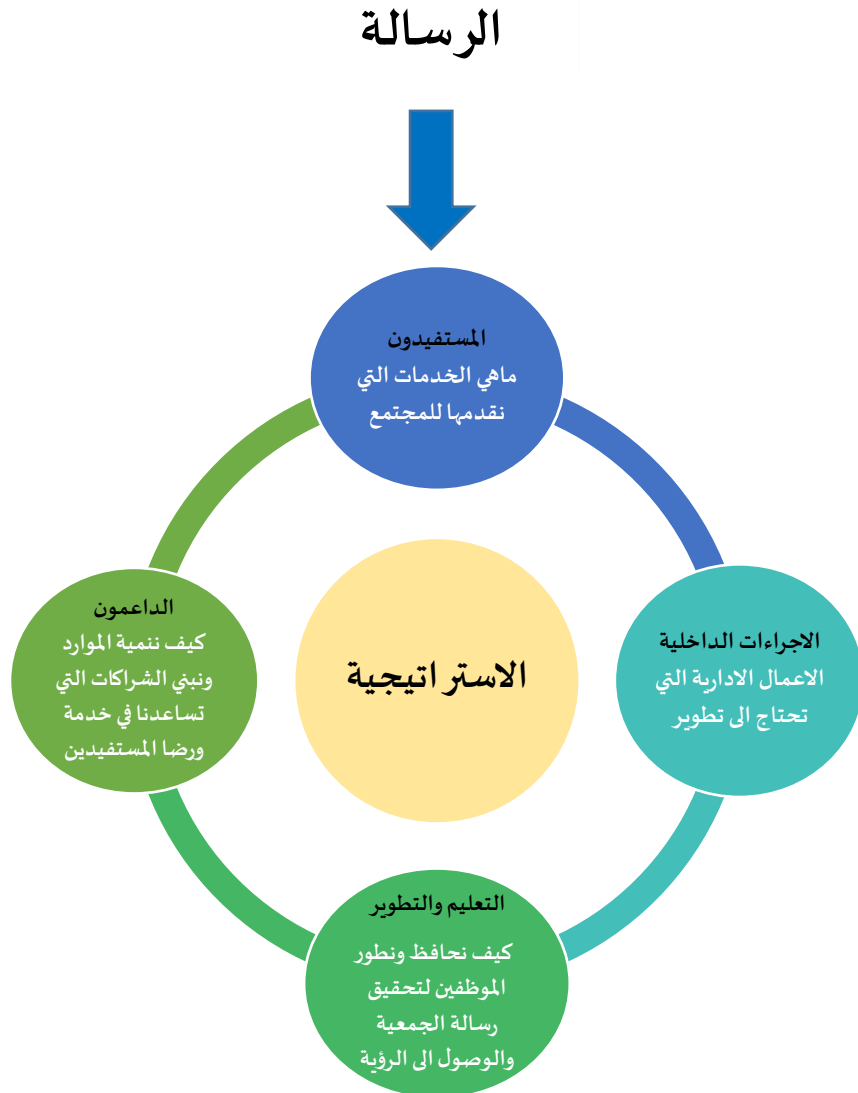 الرسالة
المستفيدون
ماهي الخدمات التي
نقدمها للمجتمع
الاجراءات الداخلية
الاعمال الادارية التي
تحتاج الى تطوير
الاستراتيجية
الداعمون
كيف ننمية الموارد
ونبني الشراكات التي
تساعدنا في خدمة
ورضا المستفيدين
التعليم والتطوير
كيف نحافظ ونطور
الموظفين لتحقيق
رسالة الجمعية
والوصول الى الرؤية